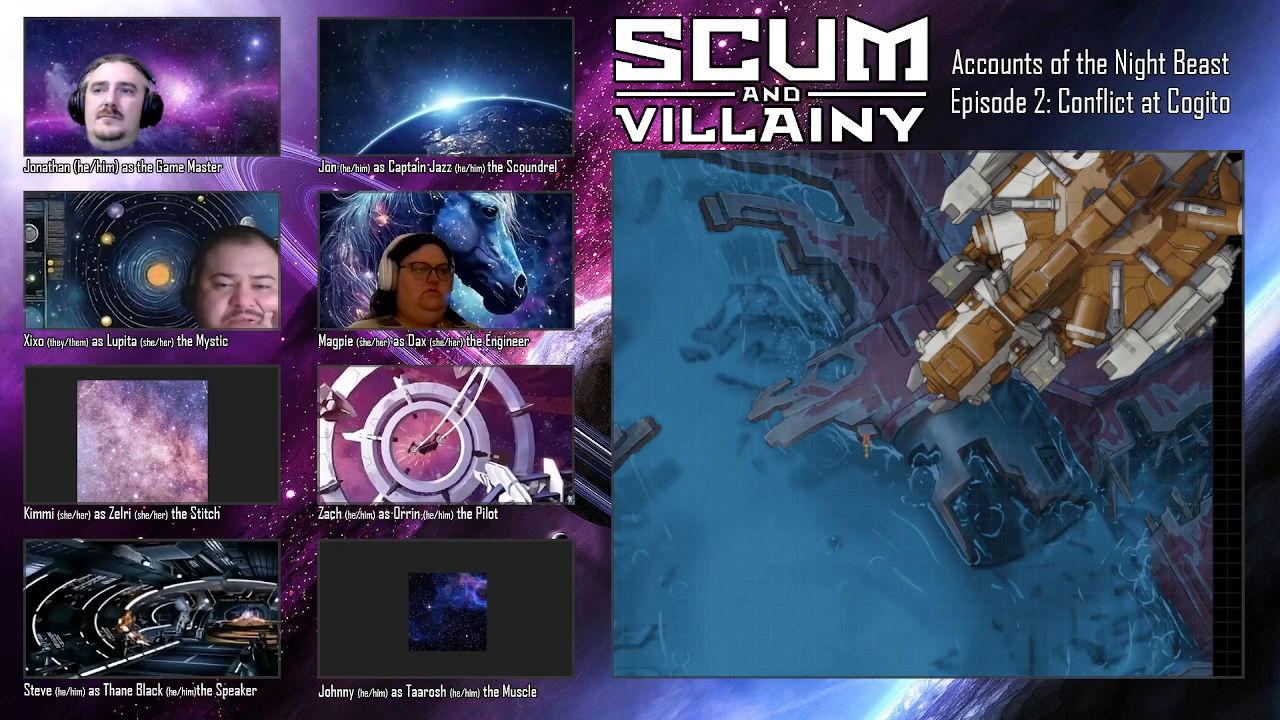 SCUM
AND
VILLAINY
Accounts of the Night Beast
Episode 2: Conflict at Cogito
Jonathan (he/him) as the Game Master
Jon (he/him) as Captain Jazz (he/him) the Scoundrel
Xixo (they/them) as Lupita (she/her) the Mystic
Magpie (she/her) as Dax (she/her) the Engineer
Kimmi (she/her) as Zelri (she/her) the Stitch
Zach (he/him) as Orrin (he/him) the Pilot
Steve (he/him) as Thane Black (he/him)the Speaker
Johnny (he/him) as Taarosh (he/him) the Muscle